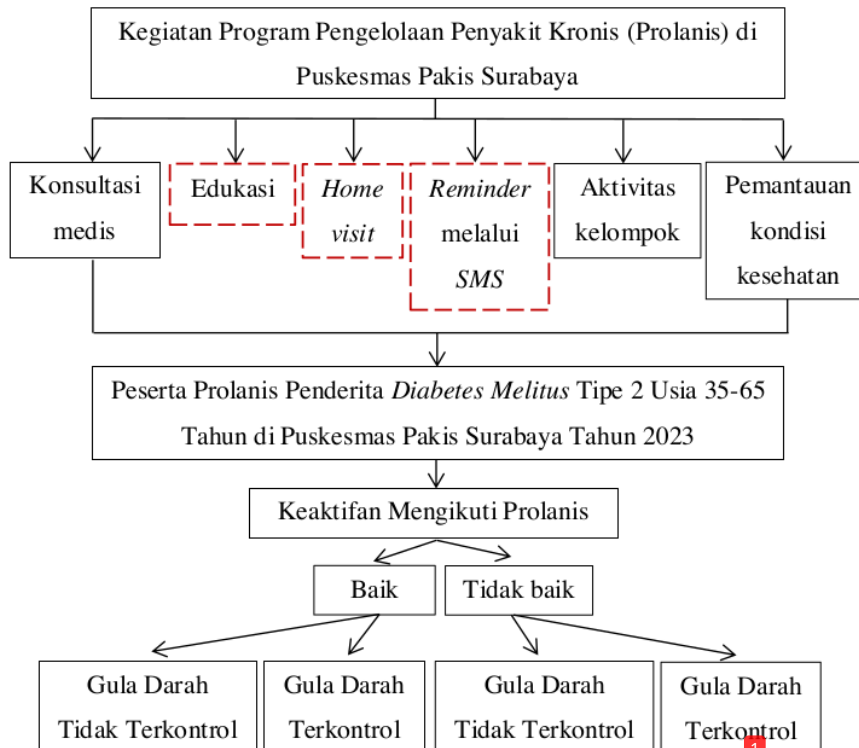 Kegiatan Program Pengelolaan Penyakit Kronis (Prolanis) di
Puskesmas Pakis Surabaya
Konsultasi
medis
Edukasi
Home
visit
Reminder
melalui
SMS
Aktivitas
kelompok
Pemantauan
kondisi
kesehatan
Peserta Prolanis Penderita Diabetes Melitus Tipe 2 Usia 35-65
Tahun di Puskesmas Pakis Surabaya Tahun 2023
Keaktifan Mengikuti Prolanis
Baik
Tidak baik
Gula Darah
Tidak Terkontrol
Gula Darah
Terkontrol
Gula Darah
Tidak Terkontrol
Gula Darah
Terkontrol
1